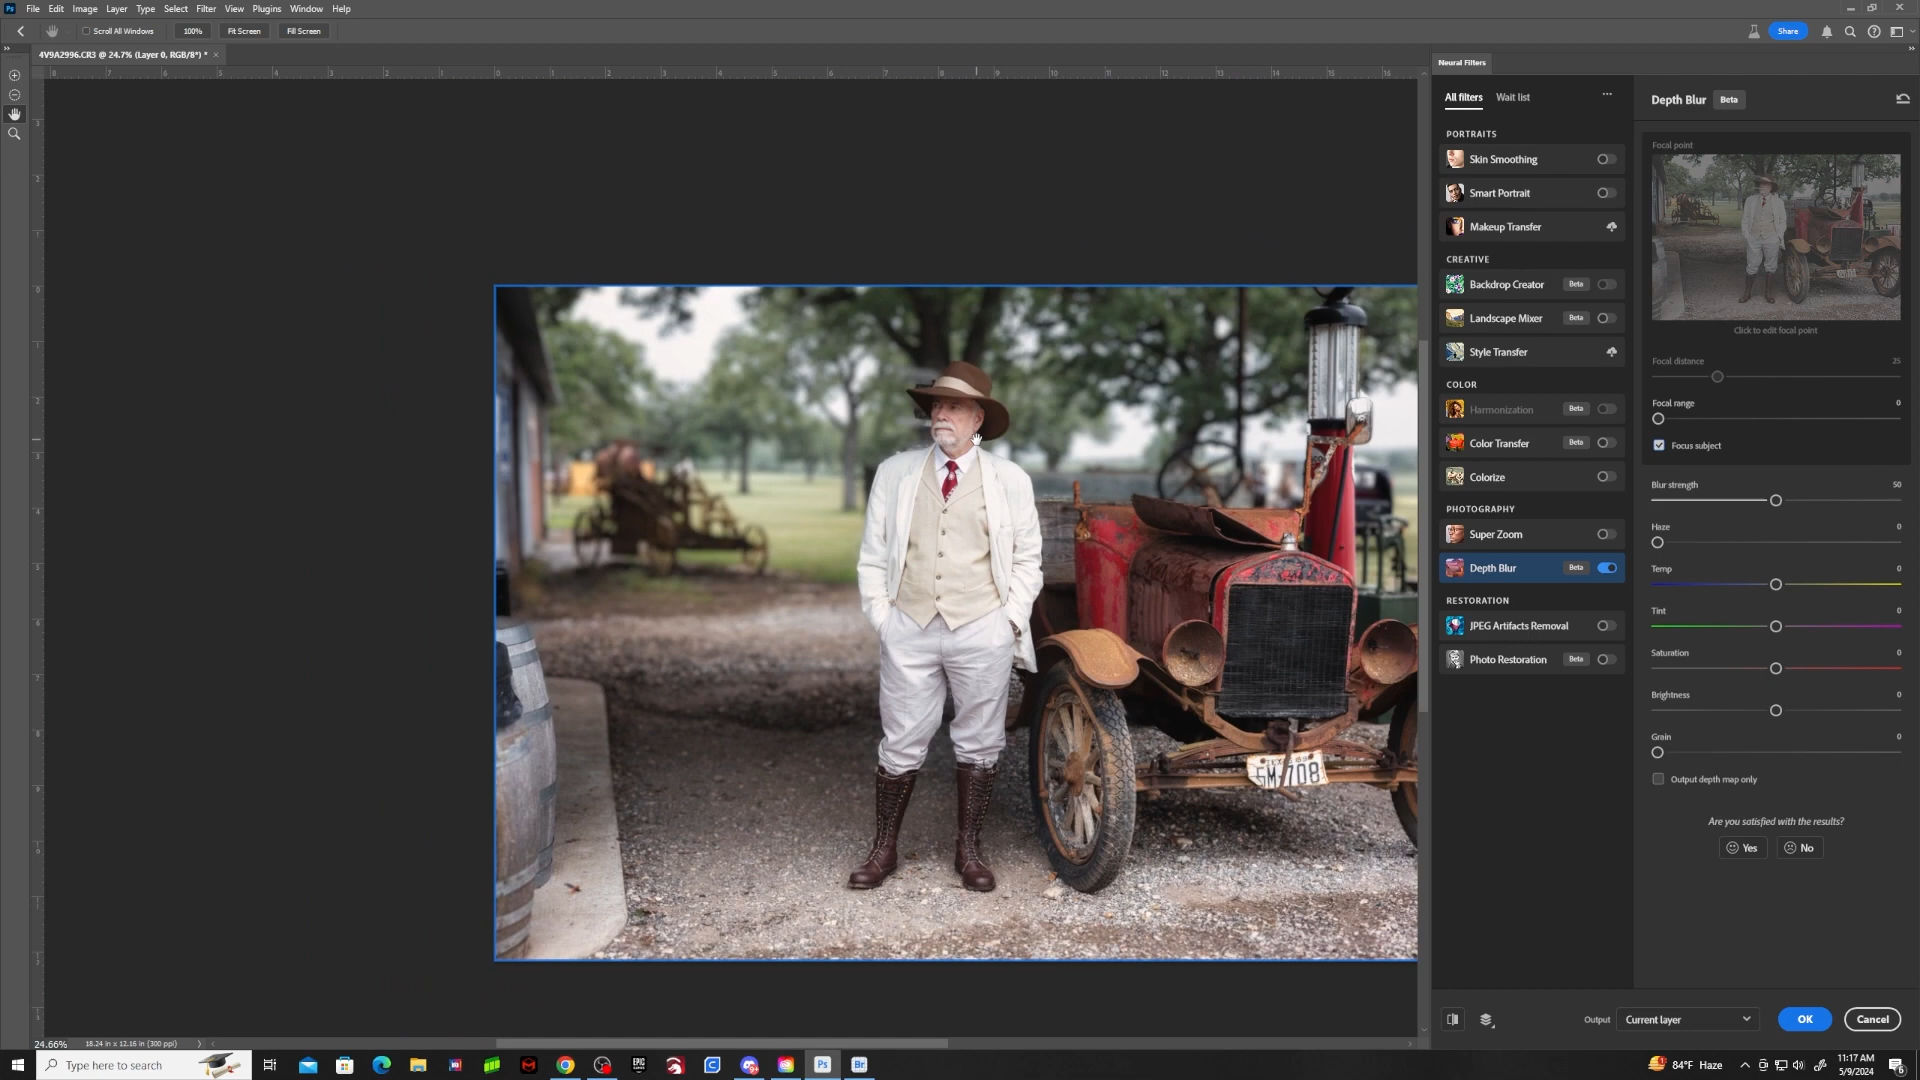 Ps File Edit Image Layer Type Select Filter View Plugins Window Help
Scroll All Windows 100% Fit Screen Fill Screen Share
4V9A2996.CR3 @ 24.7% (Layer 0, RGB/8*) * ×
Neural Filters
All filters Wait list ...
Depth Blur Beta
PORTRAITS
Skin Smoothing
Smart Portrait
Makeup Transfer
CREATIVE
Backdrop Creator Beta
Landscape Mixer Beta
Style Transfer
COLOR
Harmonization Beta
Color Transfer Beta
Colorize
PHOTOGRAPHY
Super Zoom
Depth Blur Beta
RESTORATION
JPEG Artifacts Removal
Photo Restoration Beta
Focal point
Click to edit focal point
Focal distance 25
Focal range 0
Focus subject
Blur strength 50
Haze 0
Temp 0
Tint 0
Saturation 0
Brightness 0
Grain 0
Output depth map only
Are you satisfied with the results?
Yes No
Output Current layer OK Cancel
24.66% 18.24 in x 12.16 in (300 ppi)
Type here to search
84°F Haze
11:17 AM
5/9/2024